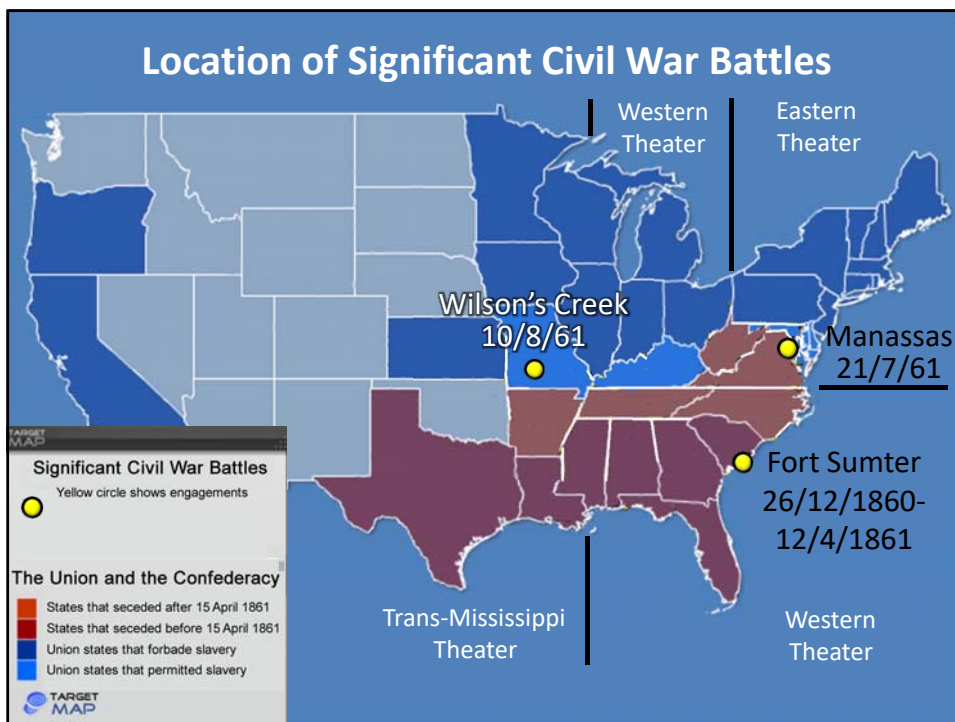 Location of Significant Civil War Battles
Western
Theater
Eastern
Theater
Wilson's Creek
10/8/61
Manassas
21/7/61
Fort Sumter
26/12/1860-
12/4/1861
Trans-Mississippi
Theater
Western
Theater
TARGET
MAP
Significant Civil War Battles
Yellow circle shows engagements
The Union and the Confederacy
States that seceded after 15 April 1861
States that seceded before 15 April 1861
Union states that forbade slavery
Union states that permitted slavery
TARGET
MAP